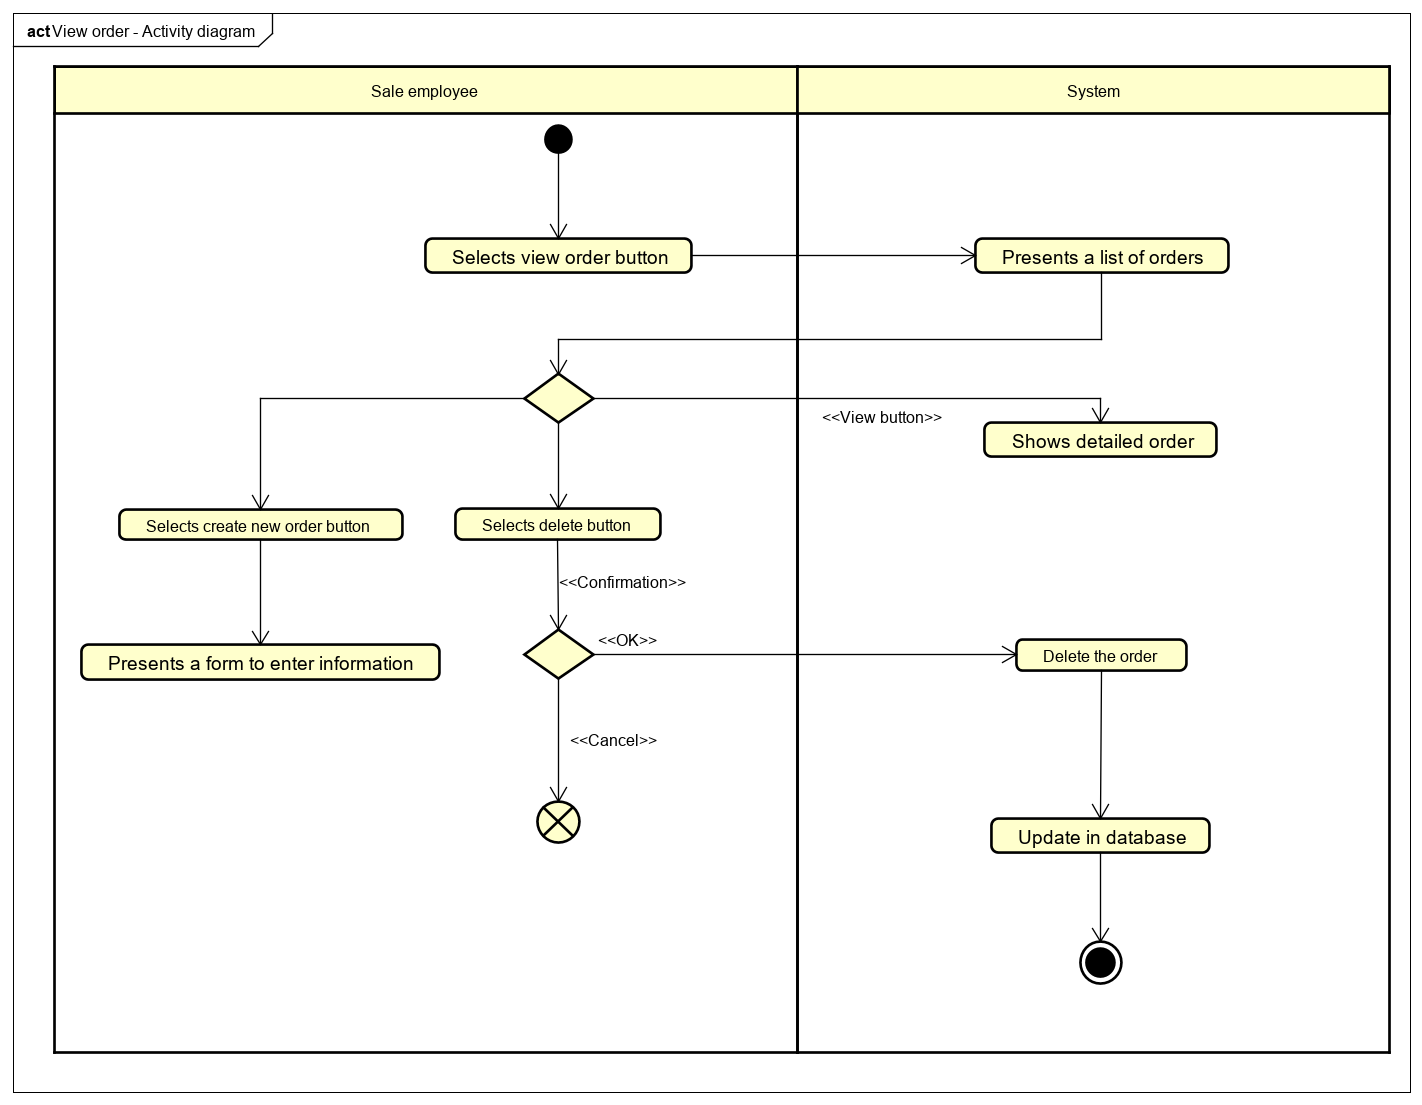 act View order - Activity diagram
Sale employee
System
Selects view order button
Presents a list of orders
<<View button>>
Shows detailed order
Selects create new order button
Selects delete button
<<Confirmation>>
<<OK>>
Delete the order
Presents a form to enter information
<<Cancel>>
Update in database